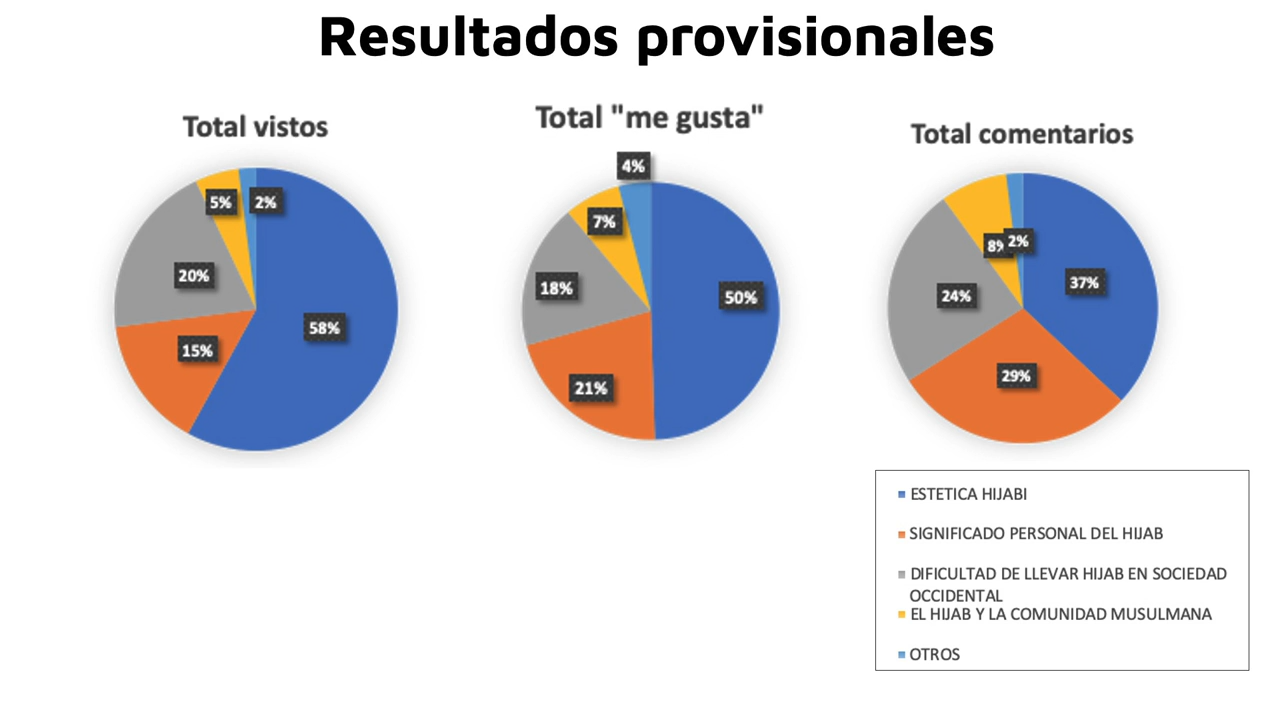 Resultados provisionales
Total vistos
5%
2%
20%
58%
15%
Total "me gusta"
4%
7%
18%
50%
21%
Total comentarios
8%
2%
37%
24%
29%
ESTETICA HIJABI
SIGNIFICADO PERSONAL DEL HIJAB
DIFICULTAD DE LLEVAR HIJAB EN SOCIEDAD
OCCIDENTAL
EL HIJAB Y LA COMUNIDAD MUSULMANA
OTROS